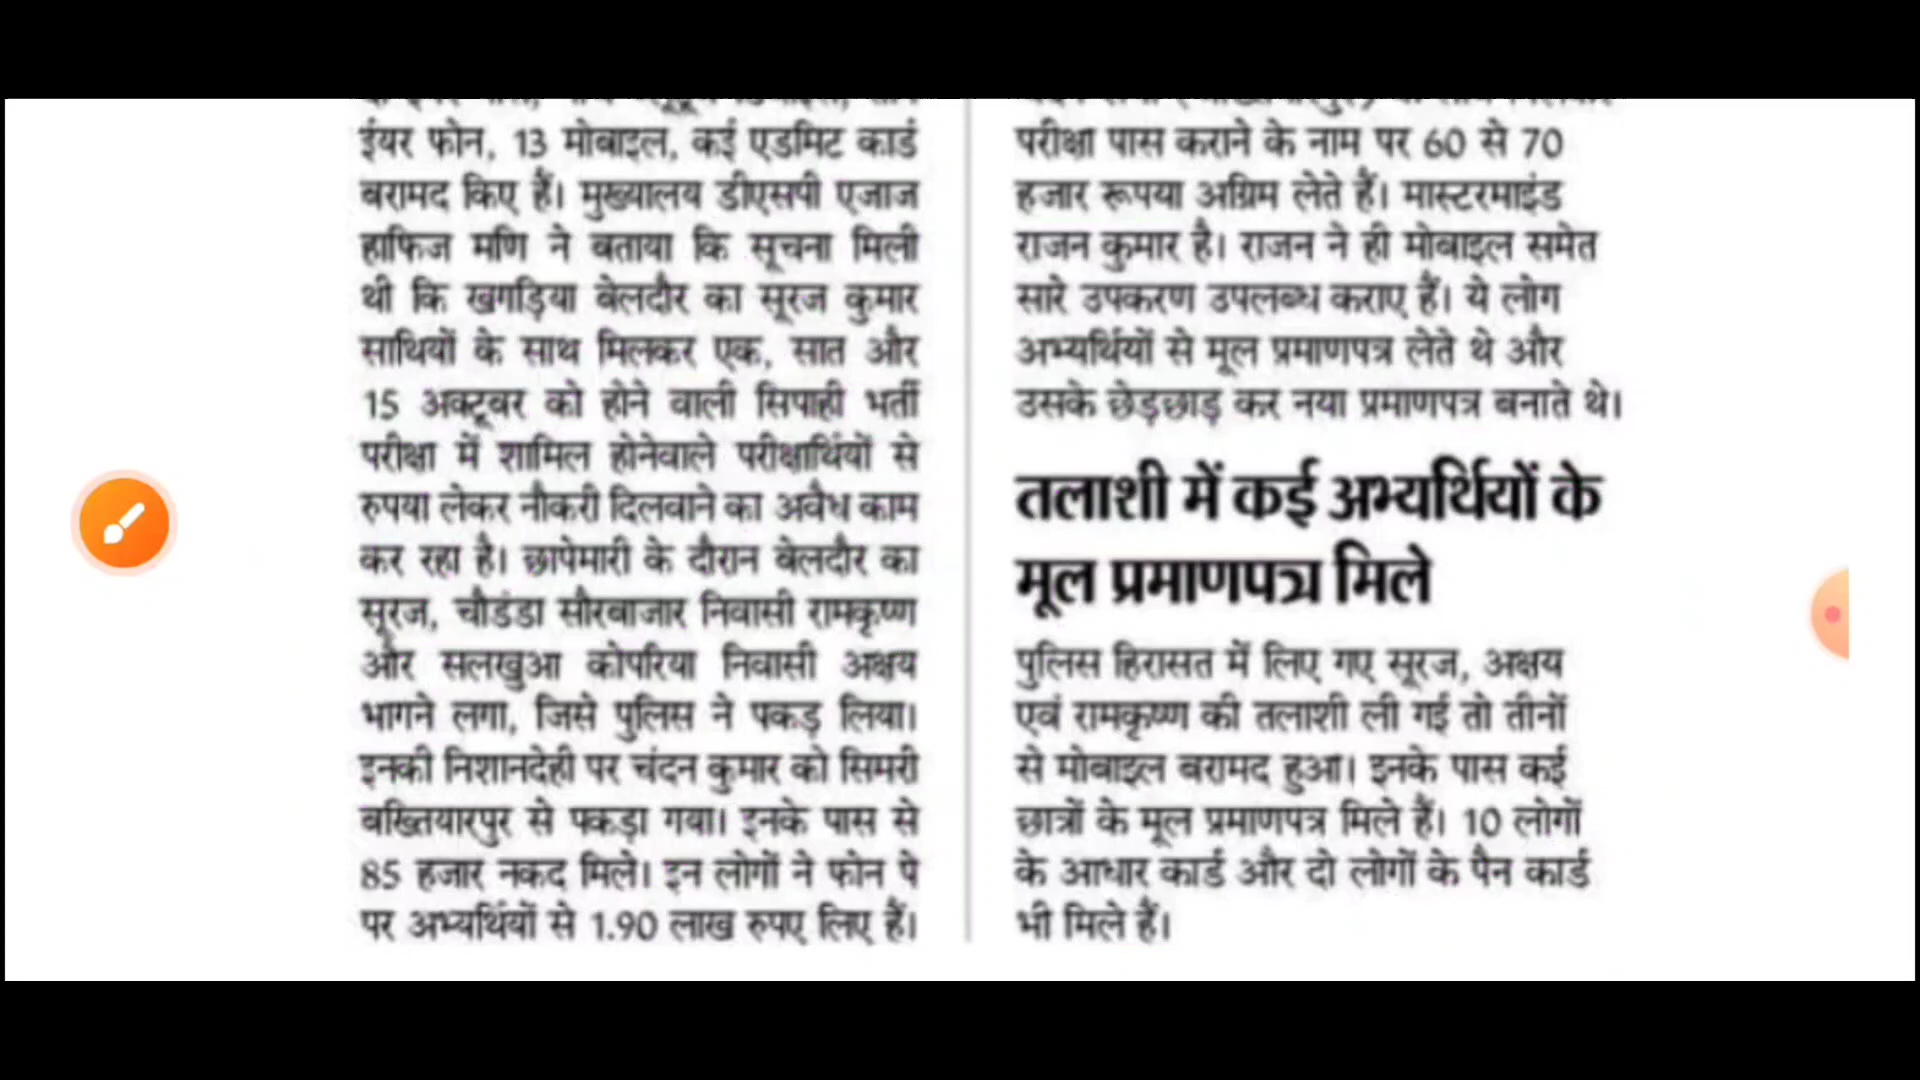 ईयर फोन, 13 मोबाइल, कई एडमिट कार्ड
बरामद किए हैं। मुख्यालय डीएसपी एजाज
हाफिज मणि ने बताया कि सूचना मिली
थी कि खगड़िया बेलदौर का सूरज कुमार
साथियों के साथ मिलकर एक, सात और
15 अक्टूबर को होने वाली सिपाही भर्ती
परीक्षा में शामिल होनेवाले परीक्षार्थियों से
रुपया लेकर नौकरी दिलवाने का अवैध काम
कर रहा है। छापेमारी के दौरान बेलदौर का
सूरज, चौडंडा सौरबाजार निवासी रामकृष्ण
और सलखुआ कोपरिया निवासी अक्षय
भागने लगा, जिसे पुलिस ने पकड़ लिया।
इनकी निशानदेही पर चंदन कुमार को सिमरी
बख्तियारपुर से पकड़ा गया। इनके पास से
85 हजार नकद मिले। इन लोगों ने फोन पे
पर अभ्यर्थियों से 1.90 लाख रुपए लिए हैं।
परीक्षा पास कराने के नाम पर 60 से 70
हजार रूपया अग्रिम लेते हैं। मास्टरमाइंड
राजन कुमार है। राजन ने ही मोबाइल समेत
सारे उपकरण उपलब्ध कराए हैं। ये लोग
अभ्यर्थियों से मूल प्रमाणपत्र लेते थे और
उसके छेड़छाड़ कर नया प्रमाणपत्र बनाते थे।
तलाशी में कई अभ्यर्थियों के
मूल प्रमाणपत्र मिले
पुलिस हिरासत में लिए गए सूरज, अक्षय
एवं रामकृष्ण की तलाशी ली गई तो तीनों
से मोबाइल बरामद हुआ। इनके पास कई
छात्रों के मूल प्रमाणपत्र मिले हैं। 10 लोगों
के आधार कार्ड और दो लोगों के पैन कार्ड
भी मिले हैं।